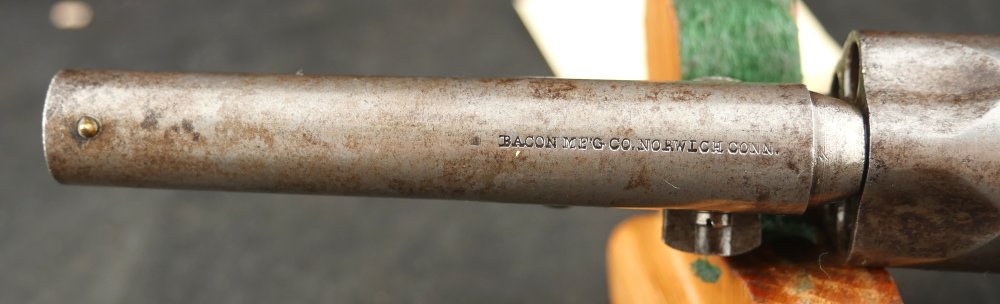 BACON MF'G CO. NORWICH CONN.